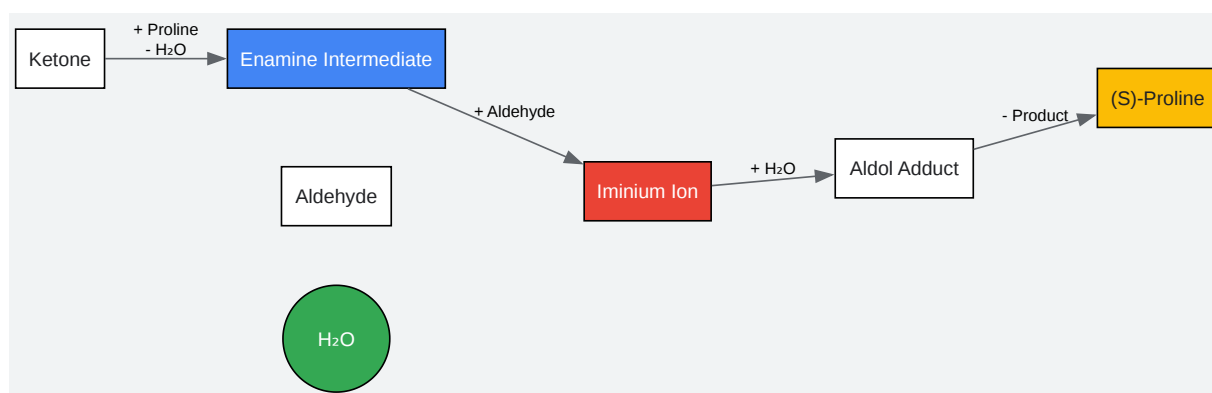 + Proline
- H₂O
Ketone
Enamine Intermediate
+ Aldehyde
Aldehyde
Iminium Ion
+ H₂O
Aldol Adduct
- Product
(S)-Proline
H₂O